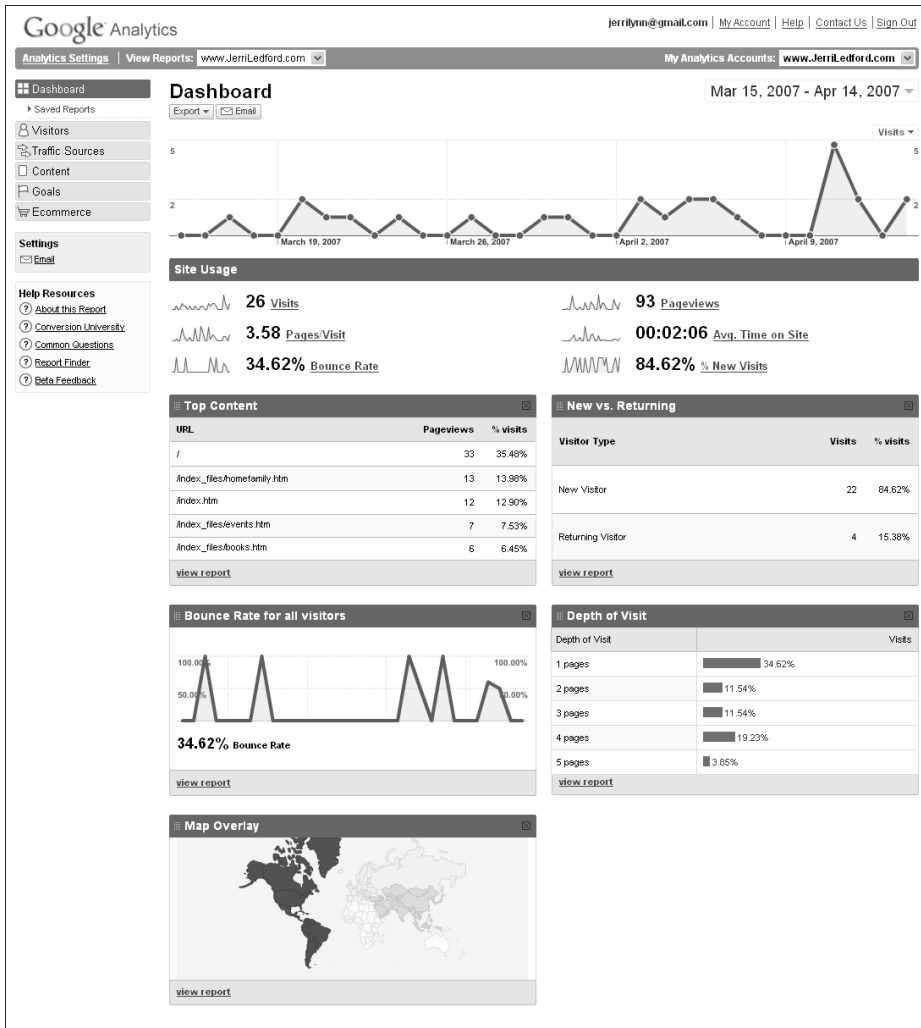 Google Analytics
jerrilynn@gmail.com | My Account | Help | Contact Us | Sign Out
Analytics Settings | View Reports: www.JerriLedford.com
My Analytics Accounts: www.JerriLedford.com
Dashboard
Saved Reports
Visitors
Traffic Sources
Content
Goals
Ecommerce
Settings
Email
Help Resources
About this Report
Conversion University
Common Questions
Report Finder
Beta Feedback
Dashboard
Mar 15, 2007 - Apr 14, 2007
Export Email
Visits
5 5
2 2
March 19, 2007 March 26, 2007 April 2, 2007 April 9, 2007
Site Usage
26 Visits
93 Pageviews
3.58 Pages/Visit
00:02:06 Avg. Time on Site
34.62% Bounce Rate
84.62% % New Visits
Top Content
URL Pageviews % visits
/ 33 35.48%
/index_files/homefamily.htm 13 13.98%
/index.htm 12 12.90%
/index_files/events.htm 7 7.53%
/index_files/books.htm 6 6.45%
view report
New vs. Returning
Visitor Type Visits % visits
New Visitor 22 84.62%
Returning Visitor 4 15.38%
view report
Bounce Rate for all visitors
100.00% 100.00%
50.00% 50.00%
34.62% Bounce Rate
view report
Depth of Visit
Depth of Visit Visits
1 pages 34.62%
2 pages 11.54%
3 pages 11.54%
4 pages 19.23%
5 pages 3.85%
view report
Map Overlay
view report